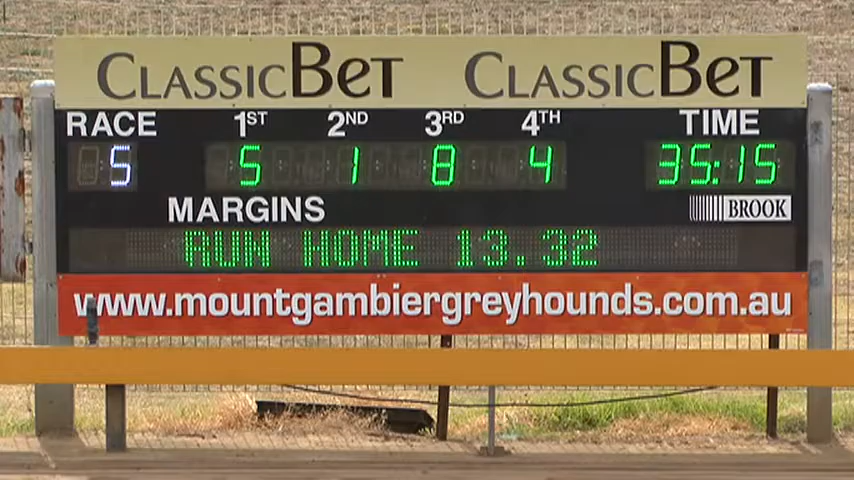 CLASSICBET CLASSICBET
RACE 1ST 2ND 3RD 4TH TIME
5 5 1 8 4 35:15
MARGINS BROOK
RUN HOME 13.32
www.mountgambiergreyhounds.com.au